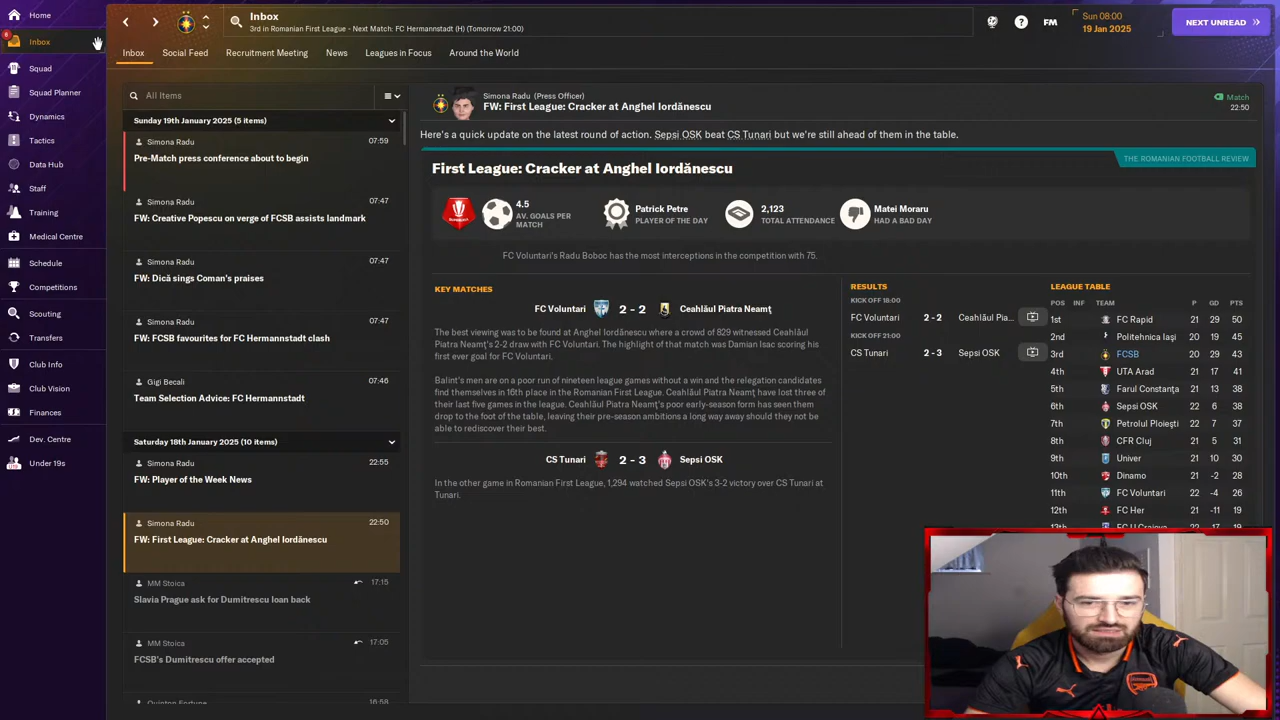 Home
6
Inbox
Squad
Squad Planner
Dynamics
Tactics
Data Hub
Staff
Training
Medical Centre
Schedule
Competitions
Scouting
Transfers
Club Info
Club Vision
Finances
Dev. Centre
Under 19s
Inbox
3rd in Romanian First League - Next Match: FC Hermannstadt (H) (Tomorrow 21:00)
FM
Sun 08:00
19 Jan 2025
NEXT UNREAD
Inbox Social Feed Recruitment Meeting News Leagues in Focus Around the World
All Items
Sunday 19th January 2025 (5 items)
Simona Radu 07:59
Pre-Match press conference about to begin
Simona Radu 07:47
FW: Creative Popescu on verge of FCSB assists landmark
Simona Radu 07:47
FW: Dică sings Coman's praises
Simona Radu 07:47
FW: FCSB favourites for FC Hermannstadt clash
Gigi Becali 07:46
Team Selection Advice: FC Hermannstadt
Saturday 18th January 2025 (10 items)
Simona Radu 22:55
FW: Player of the Week News
Simona Radu 22:50
FW: First League: Cracker at Anghel Iordănescu
MM Stoica 17:15
Slavia Prague ask for Dumitrescu loan back
MM Stoica 17:05
FCSB's Dumitrescu offer accepted
Quinton Fortune 16:58
Simona Radu (Press Officer)
FW: First League: Cracker at Anghel Iordănescu
Match
22:50
Here's a quick update on the latest round of action. Sepsi OSK beat CS Tunari but we're still ahead of them in the table.
THE ROMANIAN FOOTBALL REVIEW
First League: Cracker at Anghel Iordănescu
4.5
AV. GOALS PER
MATCH
Patrick Petre
PLAYER OF THE DAY
2,123
TOTAL ATTENDANCE
Matei Moraru
HAD A BAD DAY
FC Voluntari's Radu Boboc has the most interceptions in the competition with 75.
KEY MATCHES
FC Voluntari 2 - 2 Ceahlăul Piatra Neamţ
The best viewing was to be found at Anghel Iordănescu where a crowd of 829 witnessed Ceahlăul
Piatra Neamţ's 2-2 draw with FC Voluntari. The highlight of that match was Damian Isac scoring his
first ever goal for FC Voluntari.
Balint's men are on a poor run of nineteen league games without a win and the relegation candidates
find themselves in 16th place in the Romanian First League. Ceahlăul Piatra Neamţ have lost three of
their last five games in the league. Ceahlăul Piatra Neamţ's poor early-season form has seen them
drop to the foot of the table, leaving their pre-season ambitions a long way away should they not be
able to rediscover their best.
CS Tunari 2 - 3 Sepsi OSK
In the other game in Romanian First League, 1,294 watched Sepsi OSK's 3-2 victory over CS Tunari at
Tunari.
RESULTS
KICK OFF 18:00
FC Voluntari 2 - 2 Ceahlăul Pia...
KICK OFF 21:00
CS Tunari 2 - 3 Sepsi OSK
LEAGUE TABLE
POS INF TEAM P GD PTS
1st FC Rapid 21 29 50
2nd Politehnica Iaşi 20 19 45
3rd FCSB 20 29 43
4th UTA Arad 21 17 41
5th Farul Constanţa 21 13 38
6th Sepsi OSK 22 6 38
7th Petrolul Ploieşti 22 7 37
8th CFR Cluj 21 5 31
9th Univer 21 10 30
10th Dinamo 21 -2 28
11th FC Voluntari 22 -4 26
12th FC Her 21 -11 19
13th FC U Craiova 22 -17 19